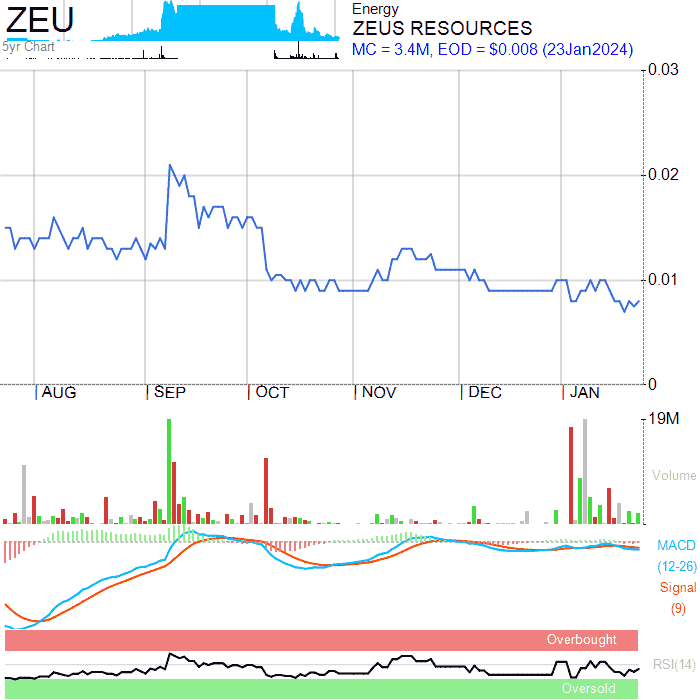 ZEU
5yr Chart
Energy
ZEUS RESOURCES
MC = 3.4M, EOD = $0.008 (23Jan2024)
0.03
0.02
0.01
0
AUG SEP OCT NOV DEC JAN
19M
Volume
MACD
(12-26)
Signal
(9)
Overbought
RSI(14)
Oversold